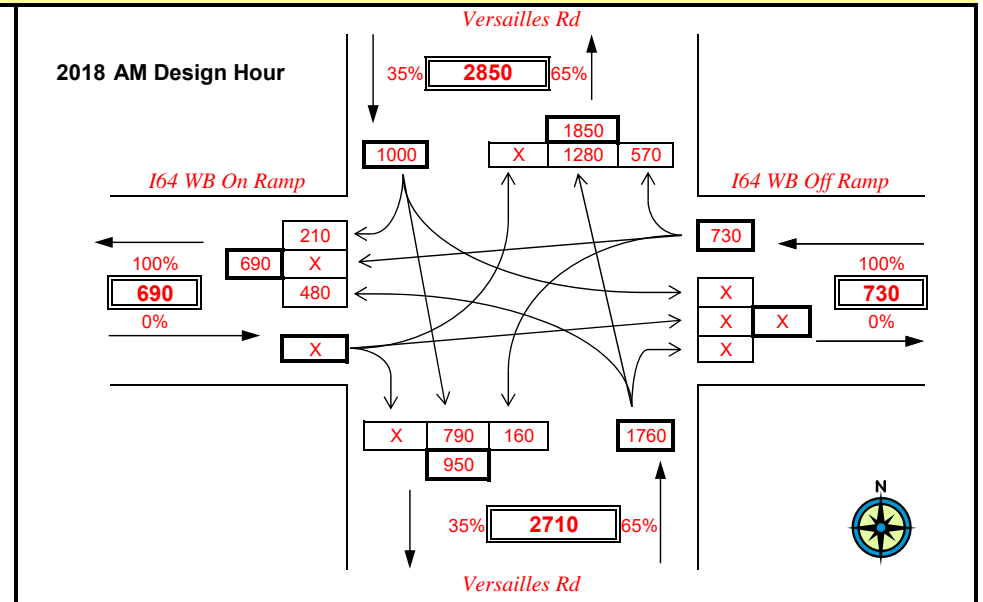 Versailles Rd
2018 AM Design Hour
35% 2850 65%
1850
1000
X 1280 570
I64 WB On Ramp
I64 WB Off Ramp
210
730
100%
690 X
100%
690
480
X
730
0%
X X
0%
X
X
X 790 160
1760
950
N
35% 2710 65%
Versailles Rd